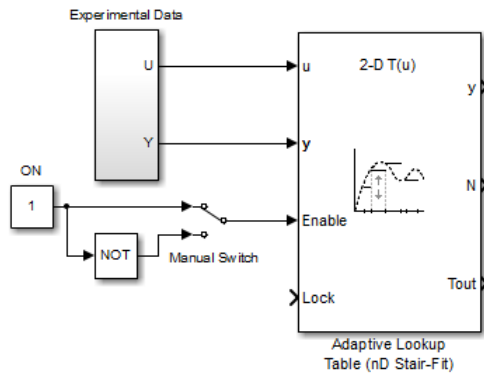 Experimental Data
U
Y
u
2-D T(u)
y
y
ON
1
NOT
Manual Switch
Enable
N
Lock
Tout
Adaptive Lookup
Table (nD Stair-Fit)